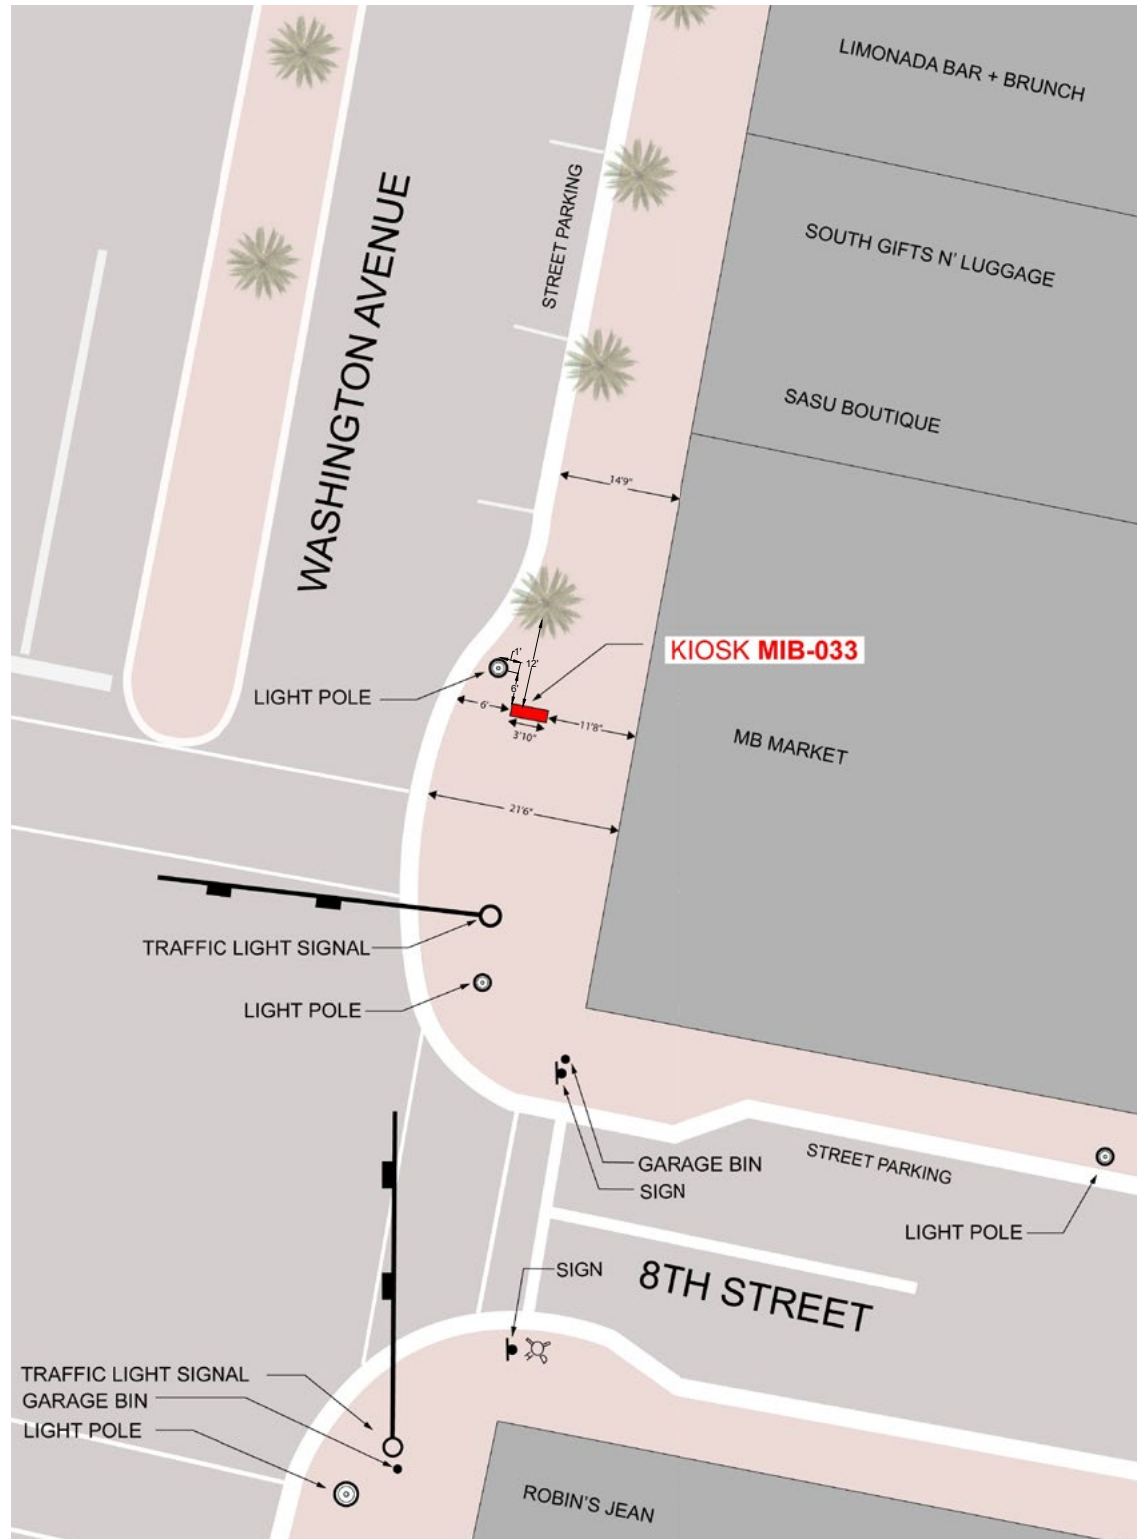 LIMONADA BAR + BRUNCH
STREET PARKING
WASHINGTON AVENUE
SOUTH GIFTS N' LUGGAGE
SASU BOUTIQUE
14'9"
KIOSK MIB-033
1'
12'
LIGHT POLE
6'
6'
11'8"
3'10"
MB MARKET
21'6"
TRAFFIC LIGHT SIGNAL
LIGHT POLE
GARAGE BIN
SIGN
STREET PARKING
LIGHT POLE
SIGN
8TH STREET
TRAFFIC LIGHT SIGNAL
GARAGE BIN
LIGHT POLE
ROBIN'S JEAN